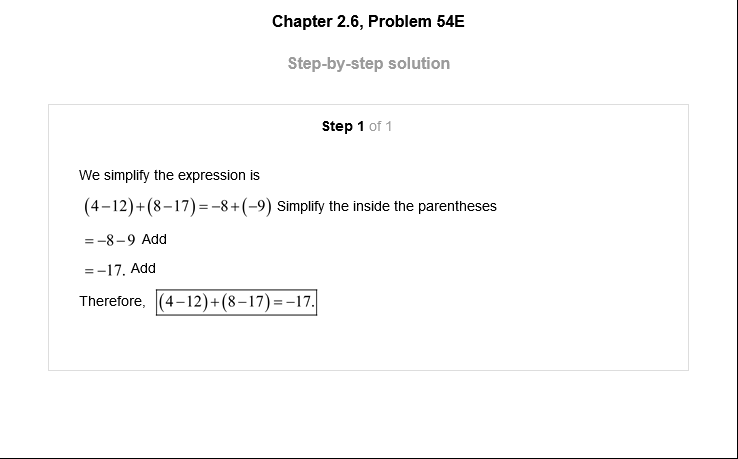 Chapter 2.6, Problem 54E
Step-by-step solution
Step 1 of 1
We simplify the expression is
(4−12)+(8−17)=−8+(−9) Simplify the inside the parentheses
=−8−9 Add
=−17. Add
Therefore, (4−12)+(8−17)=−17.